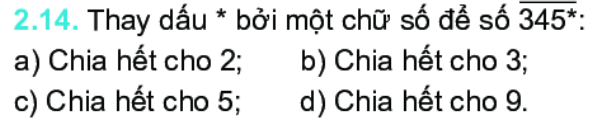 2.14. Thay dấu * bởi một chữ số để số 345*:
a) Chia hết cho 2; b) Chia hết cho 3;
c) Chia hết cho 5; d) Chia hết cho 9.